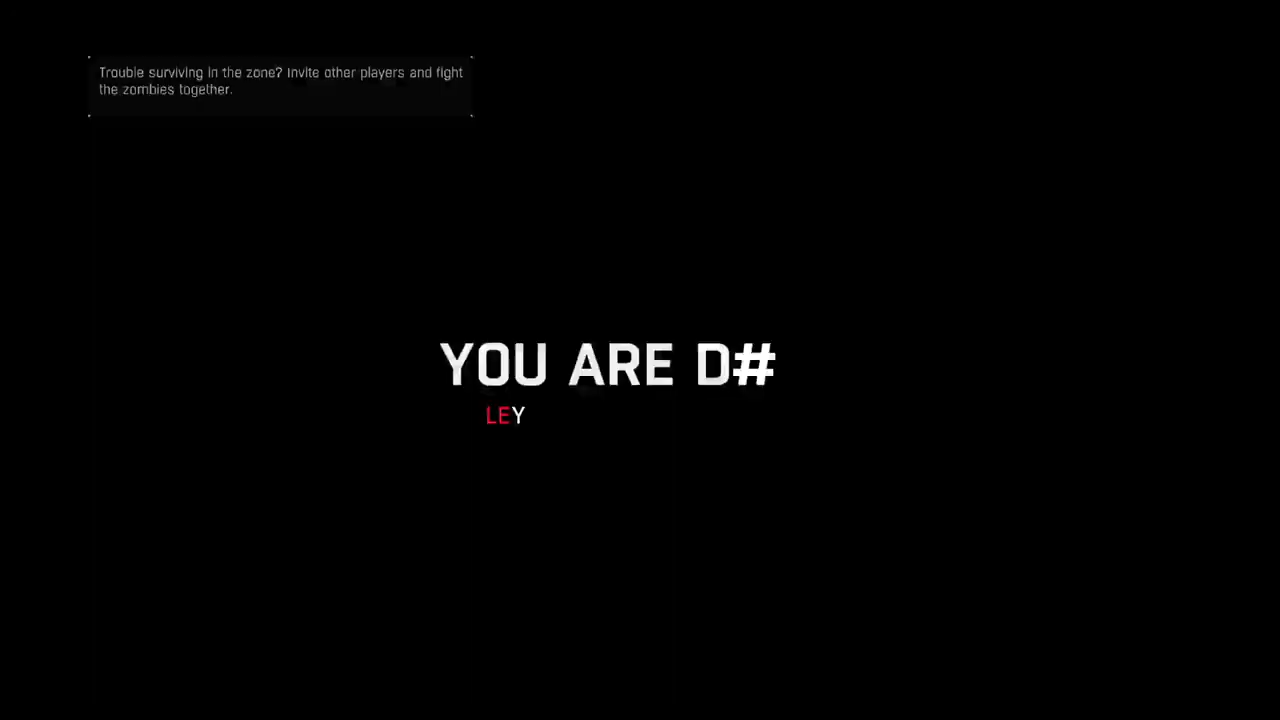 Trouble surviving in the zone? Invite other players and fight
the zombies together.
YOU ARE D#
LEY